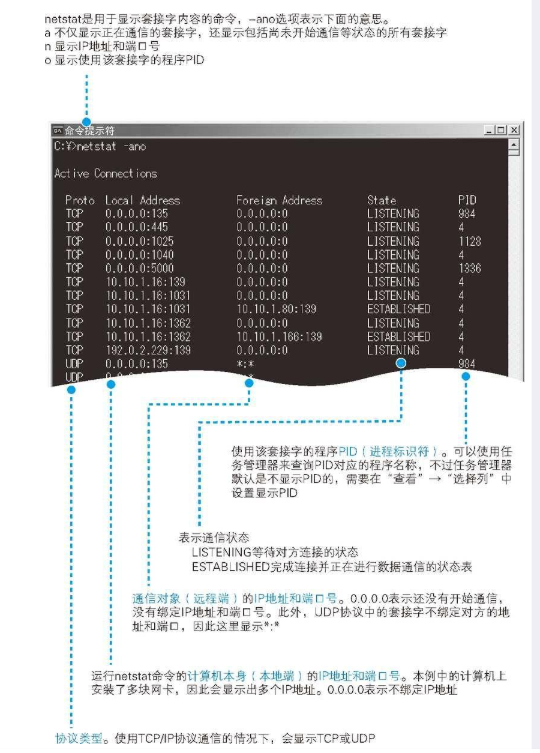 netstat是用于显示套接字内容的命令，–ano选项表示下面的意思。
a 不仅显示正在通信的套接字，还显示包括尚未开始通信等状态的所有套接字
n 显示IP地址和端口号
o 显示使用该套接字的程序PID
命令提示符
C:¥>netstat -ano
Active Connections
Proto Local Address Foreign Address State PID
TCP 0.0.0.0:135 0.0.0.0:0 LISTENING 984
TCP 0.0.0.0:445 0.0.0.0:0 LISTENING 4
TCP 0.0.0.0:1025 0.0.0.0:0 LISTENING 1128
TCP 0.0.0.0:1040 0.0.0.0:0 LISTENING 4
TCP 0.0.0.0:5000 0.0.0.0:0 LISTENING 1336
TCP 10.10.1.16:139 0.0.0.0:0 LISTENING 4
TCP 10.10.1.16:1031 0.0.0.0:0 LISTENING 4
TCP 10.10.1.16:1031 10.10.1.80:139 ESTABLISHED 4
TCP 10.10.1.16:1362 0.0.0.0:0 LISTENING 4
TCP 10.10.1.16:1362 10.10.1.166:139 ESTABLISHED 4
TCP 192.0.2.229:139 0.0.0.0:0 LISTENING 4
UDP 0.0.0.0:135 *:* 984
UDP
使用该套接字的程序PID（进程标识符）。可以使用任
务管理器来查询PID对应的程序名称，不过任务管理器
默认是不显示PID的，需要在“查看”→“选择列”中
设置显示PID
表示通信状态
LISTENING等待对方连接的状态
ESTABLISHED完成连接并正在进行数据通信的状态表
通信对象（远程端）的IP地址和端口号。0.0.0.0表示还没有开始通信，
没有绑定IP地址和端口号。此外，UDP协议中的套接字不绑定对方的地
址和端口，因此这里显示*:*
运行netstat命令的计算机本身（本地端）的IP地址和端口号。本例中的计算机上
安装了多块网卡，因此会显示出多个IP地址。0.0.0.0表示不绑定IP地址
协议类型。使用TCP/IP协议通信的情况下，会显示TCP或UDP